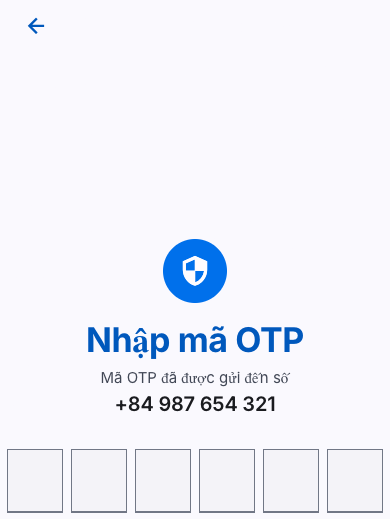 Nhập mã OTP
Mã OTP đã được gửi đến số
+84 987 654 321